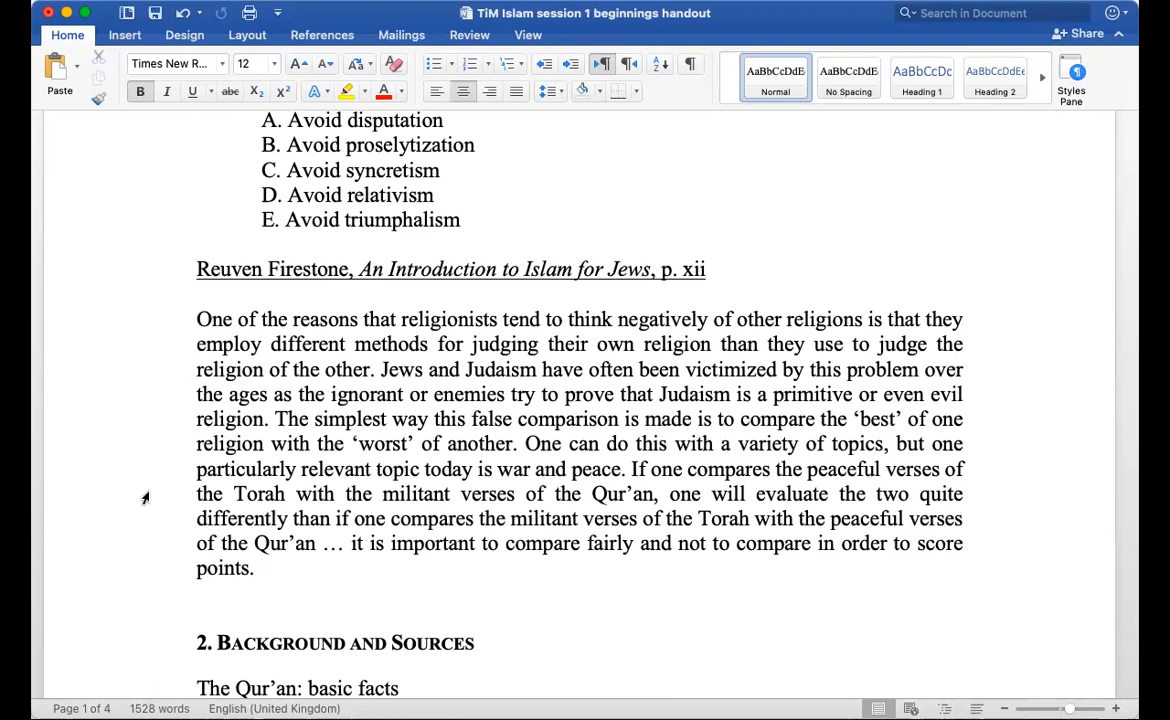 TiM Islam session 1 beginnings handout
Search in Document
Home Insert Design Layout References Mailings Review View
Share
Paste
Times New R... 12
B I U abc X₂ X²
AaBbCcDdE AaBbCcDdE AaBbCcDc AaBbCcDdEe
Normal No Spacing Heading 1 Heading 2
Styles
Pane
A. Avoid disputation
B. Avoid proselytization
C. Avoid syncretism
D. Avoid relativism
E. Avoid triumphalism
Reuven Firestone, An Introduction to Islam for Jews, p. xii
One of the reasons that religionists tend to think negatively of other religions is that they
employ different methods for judging their own religion than they use to judge the
religion of the other. Jews and Judaism have often been victimized by this problem over
the ages as the ignorant or enemies try to prove that Judaism is a primitive or even evil
religion. The simplest way this false comparison is made is to compare the ‘best’ of one
religion with the ‘worst’ of another. One can do this with a variety of topics, but one
particularly relevant topic today is war and peace. If one compares the peaceful verses of
the Torah with the militant verses of the Qur’an, one will evaluate the two quite
differently than if one compares the militant verses of the Torah with the peaceful verses
of the Qur’an … it is important to compare fairly and not to compare in order to score
points.
2. BACKGROUND AND SOURCES
The Qur’an: basic facts
Page 1 of 4 1528 words English (United Kingdom)